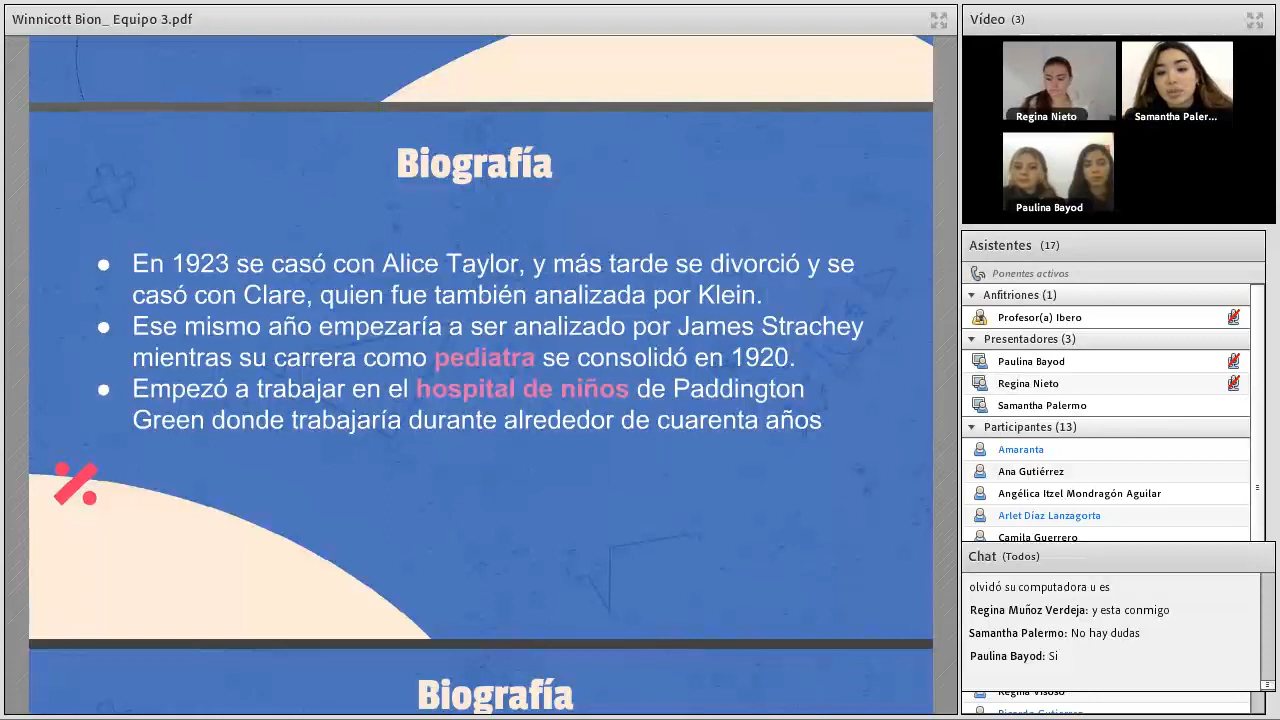 Winnicott Bion_ Equipo 3.pdf
Biografía
● En 1923 se casó con Alice Taylor, y más tarde se divorció y se
casó con Clare, quien fue también analizada por Klein.
● Ese mismo año empezaría a ser analizado por James Strachey
mientras su carrera como pediatra se consolidó en 1920.
● Empezó a trabajar en el hospital de niños de Paddington
Green donde trabajaría durante alrededor de cuarenta años
Biografía
Vídeo (3)
Regina Nieto
Samantha Paler...
Paulina Bayod
Asistentes (17)
Ponentes activos
Anfitriones (1)
Profesor(a) Ibero
Presentadores (3)
Paulina Bayod
Regina Nieto
Samantha Palermo
Participantes (13)
Amaranta
Ana Gutiérrez
Angélica Itzel Mondragón Aguilar
Arlet Díaz Lanzagorta
Camila Guerrero
Chat (Todos)
olvidó su computadora u es
Regina Muñoz Verdeja: y esta conmigo
Samantha Palermo: No hay dudas
Paulina Bayod: Si
Regina Visoso
Ricardo Gutierrez